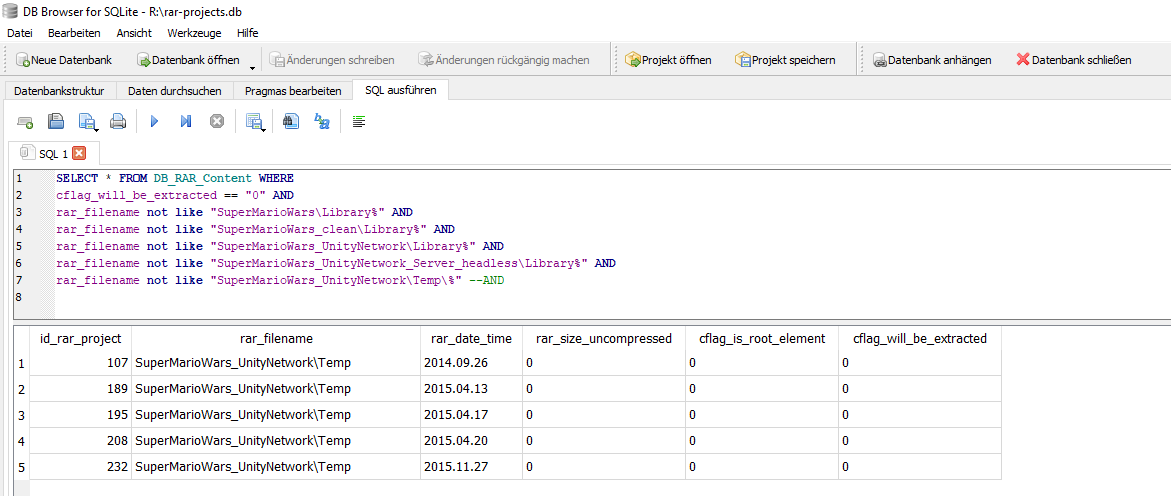 DB Browser for SQLite - R:\rar-projects.db
Datei Bearbeiten Ansicht Werkzeuge Hilfe
Neue Datenbank Datenbank öffnen Änderungen schreiben Änderungen rückgängig machen Projekt öffnen Projekt speichern Datenbank anhängen Datenbank schließen
Datenbankstruktur Daten durchsuchen Pragmas bearbeiten SQL ausführen
SQL 1
1 SELECT * FROM DB_RAR_Content WHERE
2 cflag_will_be_extracted == "0" AND
3 rar_filename not like "SuperMarioWars\Library%" AND
4 rar_filename not like "SuperMarioWars_clean\Library%" AND
5 rar_filename not like "SuperMarioWars_UnityNetwork\Library%" AND
6 rar_filename not like "SuperMarioWars_UnityNetwork_Server_headless\Library%" AND
7 rar_filename not like "SuperMarioWars_UnityNetwork\Temp\%" --AND
8
id_rar_project rar_filename rar_date_time rar_size_uncompressed cflag_is_root_element cflag_will_be_extracted
1 107 SuperMarioWars_UnityNetwork\Temp 2014.09.26 0 0 0
2 189 SuperMarioWars_UnityNetwork\Temp 2015.04.13 0 0 0
3 195 SuperMarioWars_UnityNetwork\Temp 2015.04.17 0 0 0
4 208 SuperMarioWars_UnityNetwork\Temp 2015.04.20 0 0 0
5 232 SuperMarioWars_UnityNetwork\Temp 2015.11.27 0 0 0